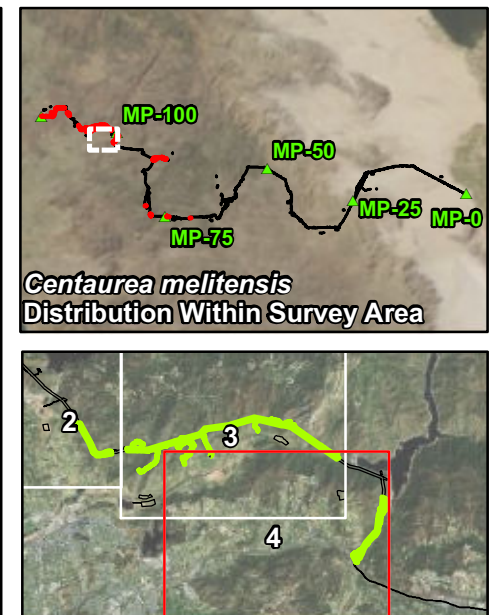 MP-100
MP-50
MP-25
MP-0
MP-75
Centaurea melitensis
Distribution Within Survey Area
2
3
4